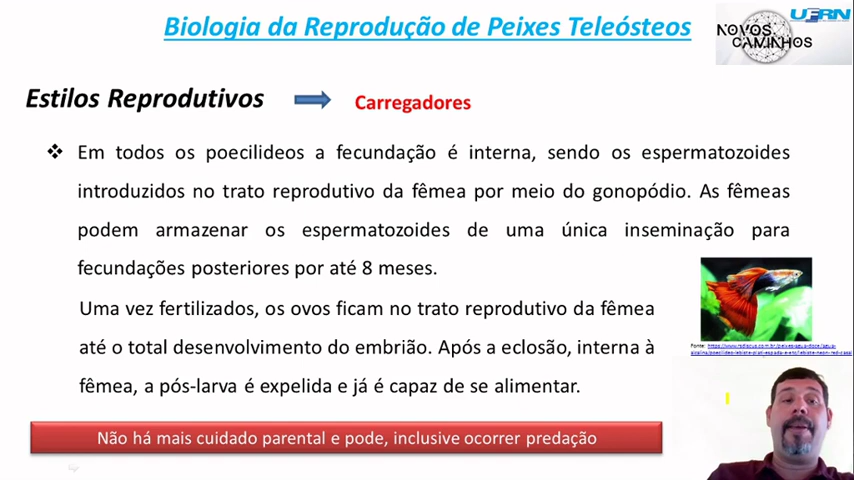 Biologia da Reprodução de Peixes Teleósteos
NOVOS
CAMINHOS
UFRN
Estilos Reprodutivos
Carregadores
Em todos os poecilideos a fecundação é interna, sendo os espermatozoides
introduzidos no trato reprodutivo da fêmea por meio do gonopódio. As fêmeas
podem armazenar os espermatozoides de uma única inseminação para
fecundações posteriores por até 8 meses.
Uma vez fertilizados, os ovos ficam no trato reprodutivo da fêmea
até o total desenvolvimento do embrião. Após a eclosão, interna à
fêmea, a pós-larva é expelida e já é capaz de se alimentar.
Fonte:
Não há mais cuidado parental e pode, inclusive ocorrer predação